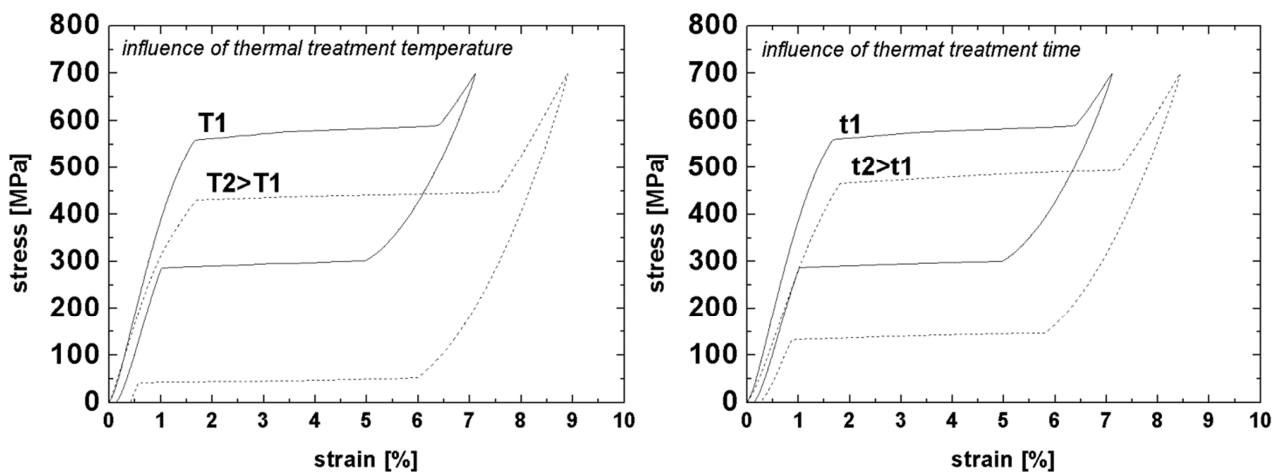 influence of thermal treatment temperature
800
700
600
500
400
300
200
100
0
stress [MPa]
T1
T2>T1
0 1 2 3 4 5 6 7 8 9 10
strain [%]
influence of thermat treatment time
800
700
600
500
400
300
200
100
0
stress [MPa]
t1
t2>t1
0 1 2 3 4 5 6 7 8 9 10
strain [%]